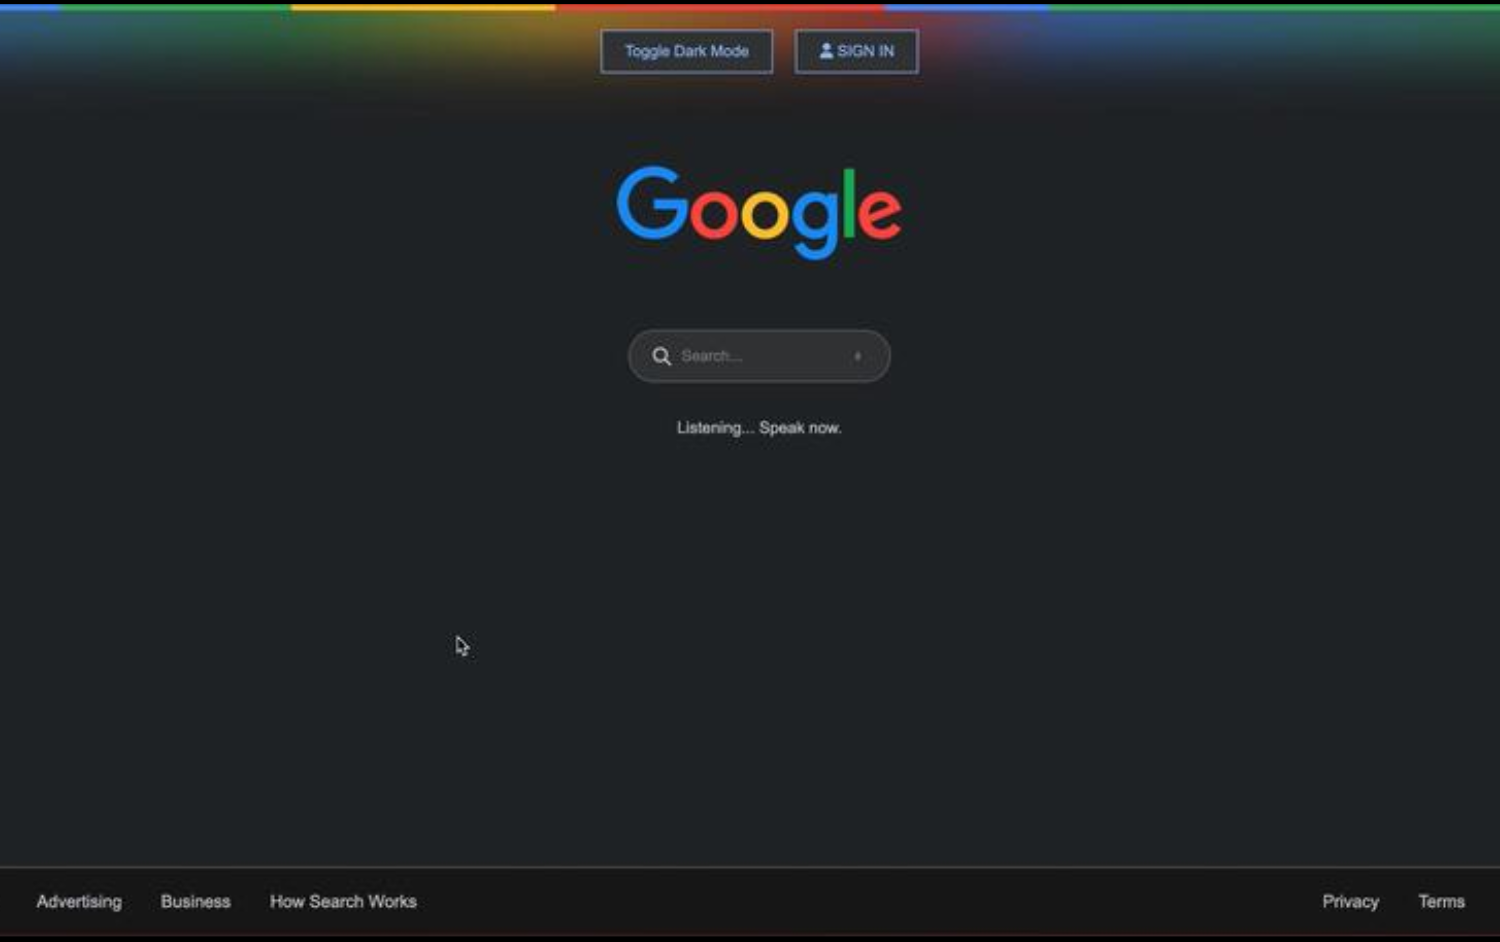 Toggle Dark Mode
SIGN IN
Google
Search...
Listening... Speak now.
Advertising Business How Search Works Privacy Terms